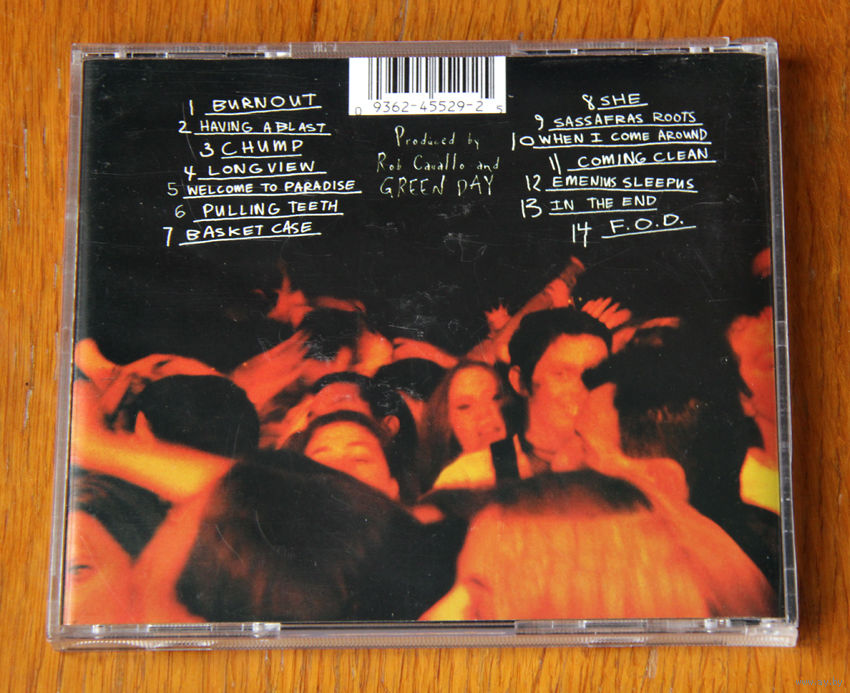 1 BURNOUT
2 HAVING A BLAST
3 CHUMP
4 LONGVIEW
5 WELCOME TO PARADISE
6 PULLING TEETH
7 BASKET CASE
0 9362-45529-2 5
Produced by
Rob Cavallo and
GREEN DAY
8 SHE
9 SASSAFRAS ROOTS
10 WHEN I COME AROUND
11 COMING CLEAN
12 EMENIUS SLEEPUS
13 IN THE END
14 F.O.D.